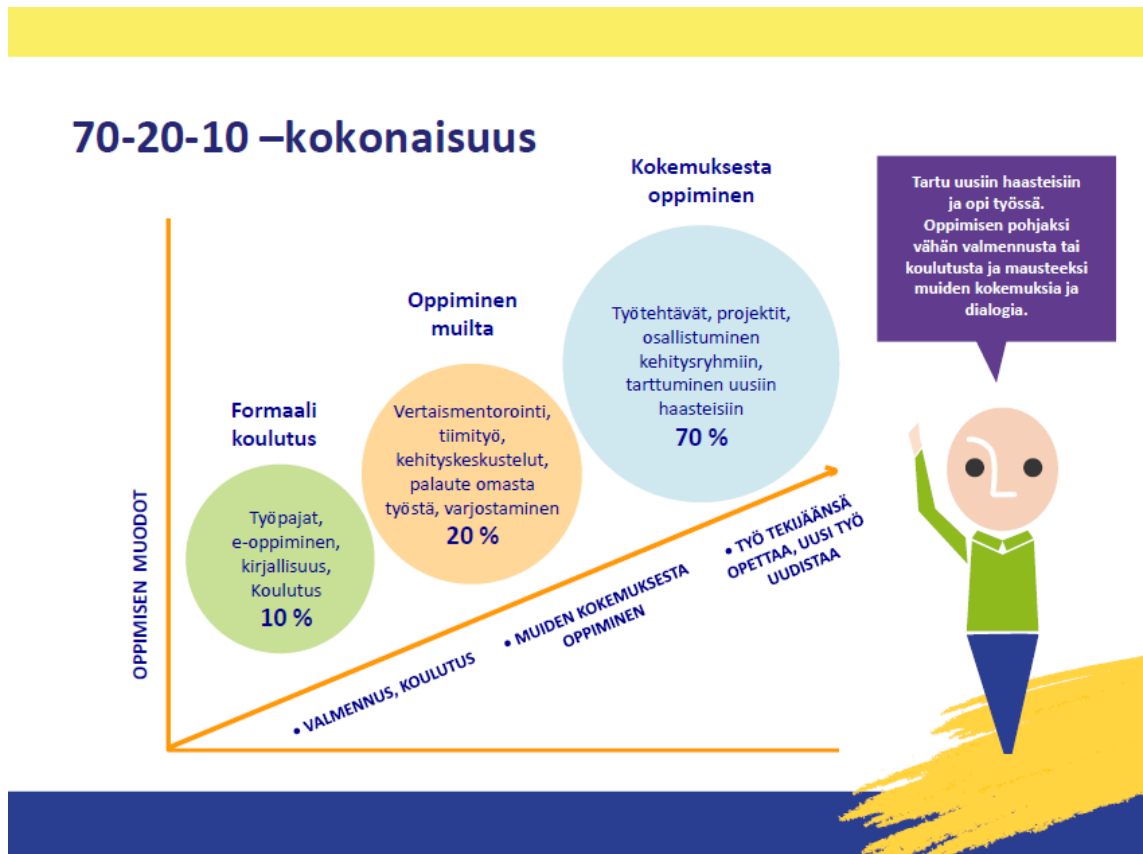 70-20-10 –kokonaisuus
Kokemuksesta
oppiminen
Työtehtävät, projektit,
osallistuminen
kehitysryhmiin,
tarttuminen uusiin
haasteisiin
70 %
Oppiminen
muilta
Vertaismentorointi,
tiimityö,
kehityskeskustelut,
palaute omasta
työstä, varjostaminen
20 %
Formaali
koulutus
Työpajat,
e-oppiminen,
kirjallisuus,
Koulutus
10 %
OPPIMISEN MUODOT
• VALMENNUS, KOULUTUS
• MUIDEN KOKEMUKSESTA
OPPIMINEN
• TYÖ TEKIJÄÄNSÄ
OPETTAA, UUSI TYÖ
UUDISTAA
Tartu uusiin haasteisiin
ja opi työssä.
Oppimisen pohjaksi
vähän valmennusta tai
koulutusta ja mausteeksi
muiden kokemuksia ja
dialogia.